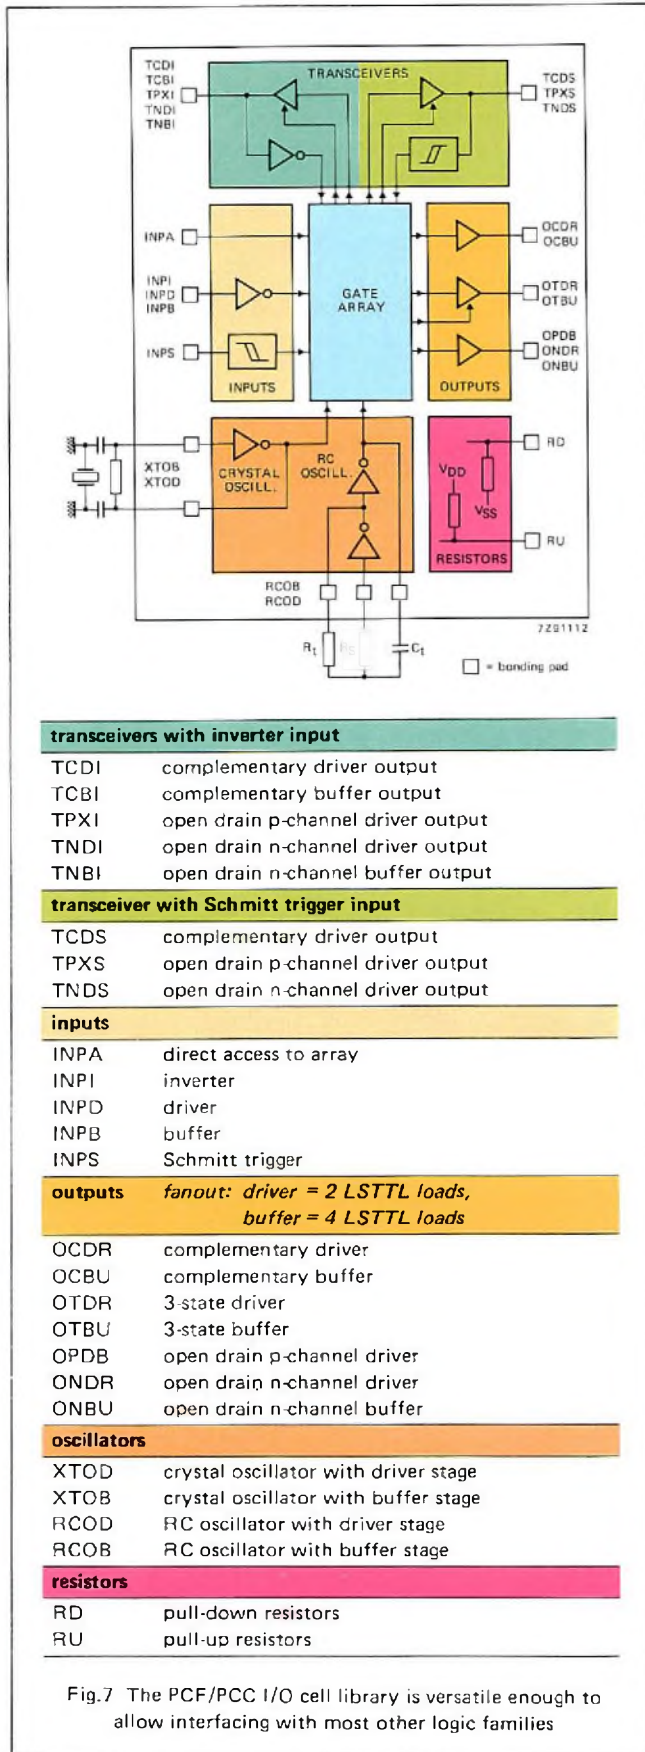 TRANSCEIVERS
TCDI
TCBI
TPXI
TNDI
TNBI
TCDS
TPXS
TNDS
INPA
INPI
INPD
INPB
INPS
INPUTS
GATE
ARRAY
OCDR
OCBU
OTDR
OTBU
OPDB
ONDR
ONBU
OUTPUTS
XTOB
XTOD
CRYSTAL
OSCILL.
RC
OSCILL.
RD
VDD
VSS
RU
RESISTORS
RCOB
RCOD
7Z91112
Rt
Rs
Ct
= bonding pad
transceivers with inverter input
TCDI complementary driver output
TCBI complementary buffer output
TPXI open drain p-channel driver output
TNDI open drain n-channel driver output
TNBI open drain n-channel buffer output
transceiver with Schmitt trigger input
TCDS complementary driver output
TPXS open drain p-channel driver output
TNDS open drain n-channel driver output
inputs
INPA direct access to array
INPI inverter
INPD driver
INPB buffer
INPS Schmitt trigger
outputs fanout: driver = 2 LSTTL loads,
buffer = 4 LSTTL loads
OCDR complementary driver
OCBU complementary buffer
OTDR 3-state driver
OTBU 3-state buffer
OPDB open drain p-channel driver
ONDR open drain n-channel driver
ONBU open drain n-channel buffer
oscillators
XTOD crystal oscillator with driver stage
XTOB crystal oscillator with buffer stage
RCOD RC oscillator with driver stage
RCOB RC oscillator with buffer stage
resistors
RD pull-down resistors
RU pull-up resistors
Fig.7 The PCF/PCC I/O cell library is versatile enough to
allow interfacing with most other logic families